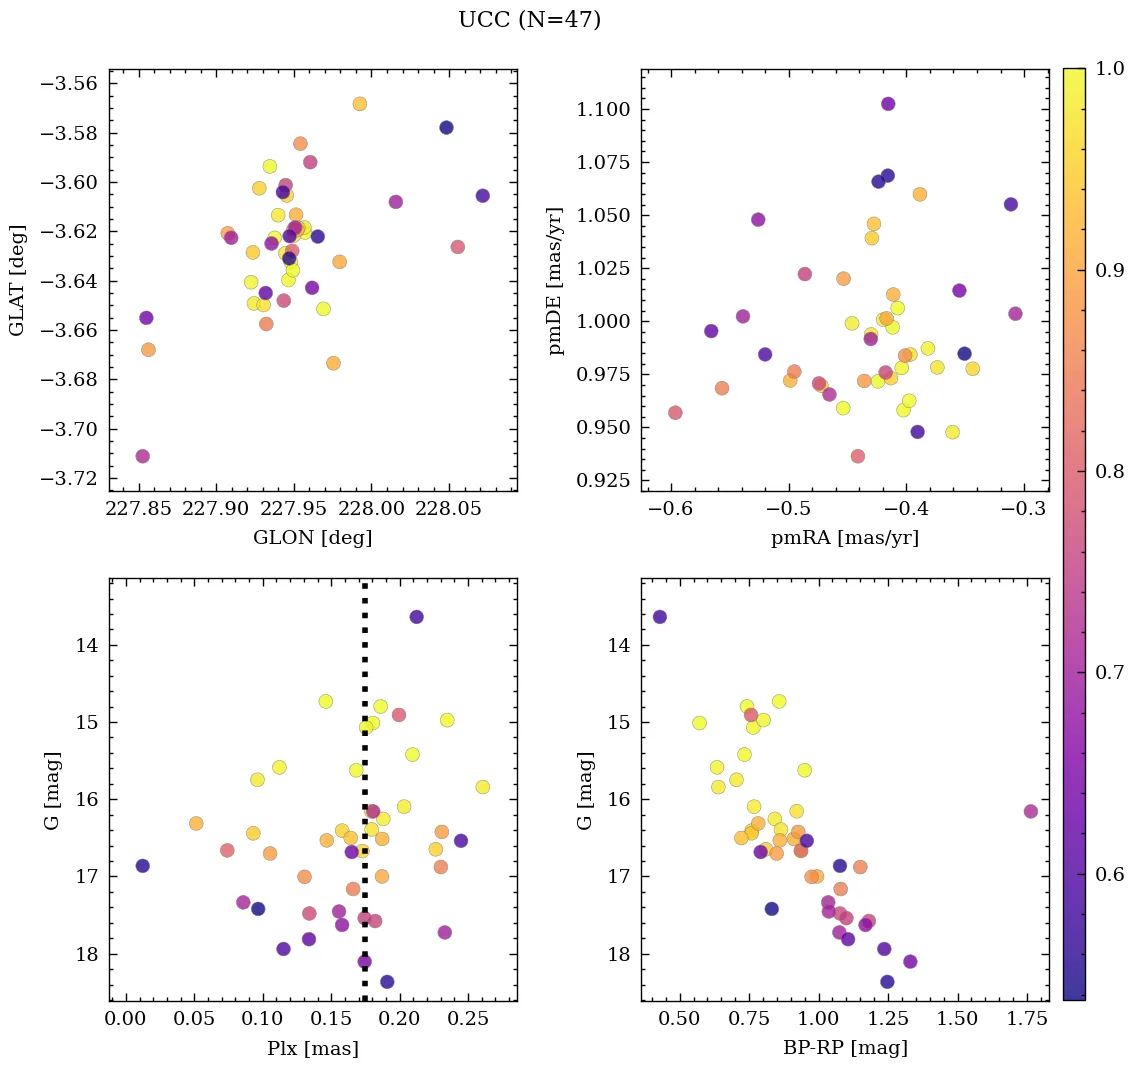 UCC (N=47)
−3.56
−3.58
−3.60
−3.62
−3.64
−3.66
−3.68
−3.70
−3.72
GLAT [deg]
227.85 227.90 227.95 228.00 228.05
GLON [deg]
1.100
1.075
1.050
1.025
1.000
0.975
0.950
0.925
pmDE [mas/yr]
−0.6 −0.5 −0.4 −0.3
pmRA [mas/yr]
14
15
16
17
18
G [mag]
0.00 0.05 0.10 0.15 0.20 0.25
Plx [mas]
14
15
16
17
18
G [mag]
0.50 0.75 1.00 1.25 1.50 1.75
BP-RP [mag]
1.0
0.9
0.8
0.7
0.6